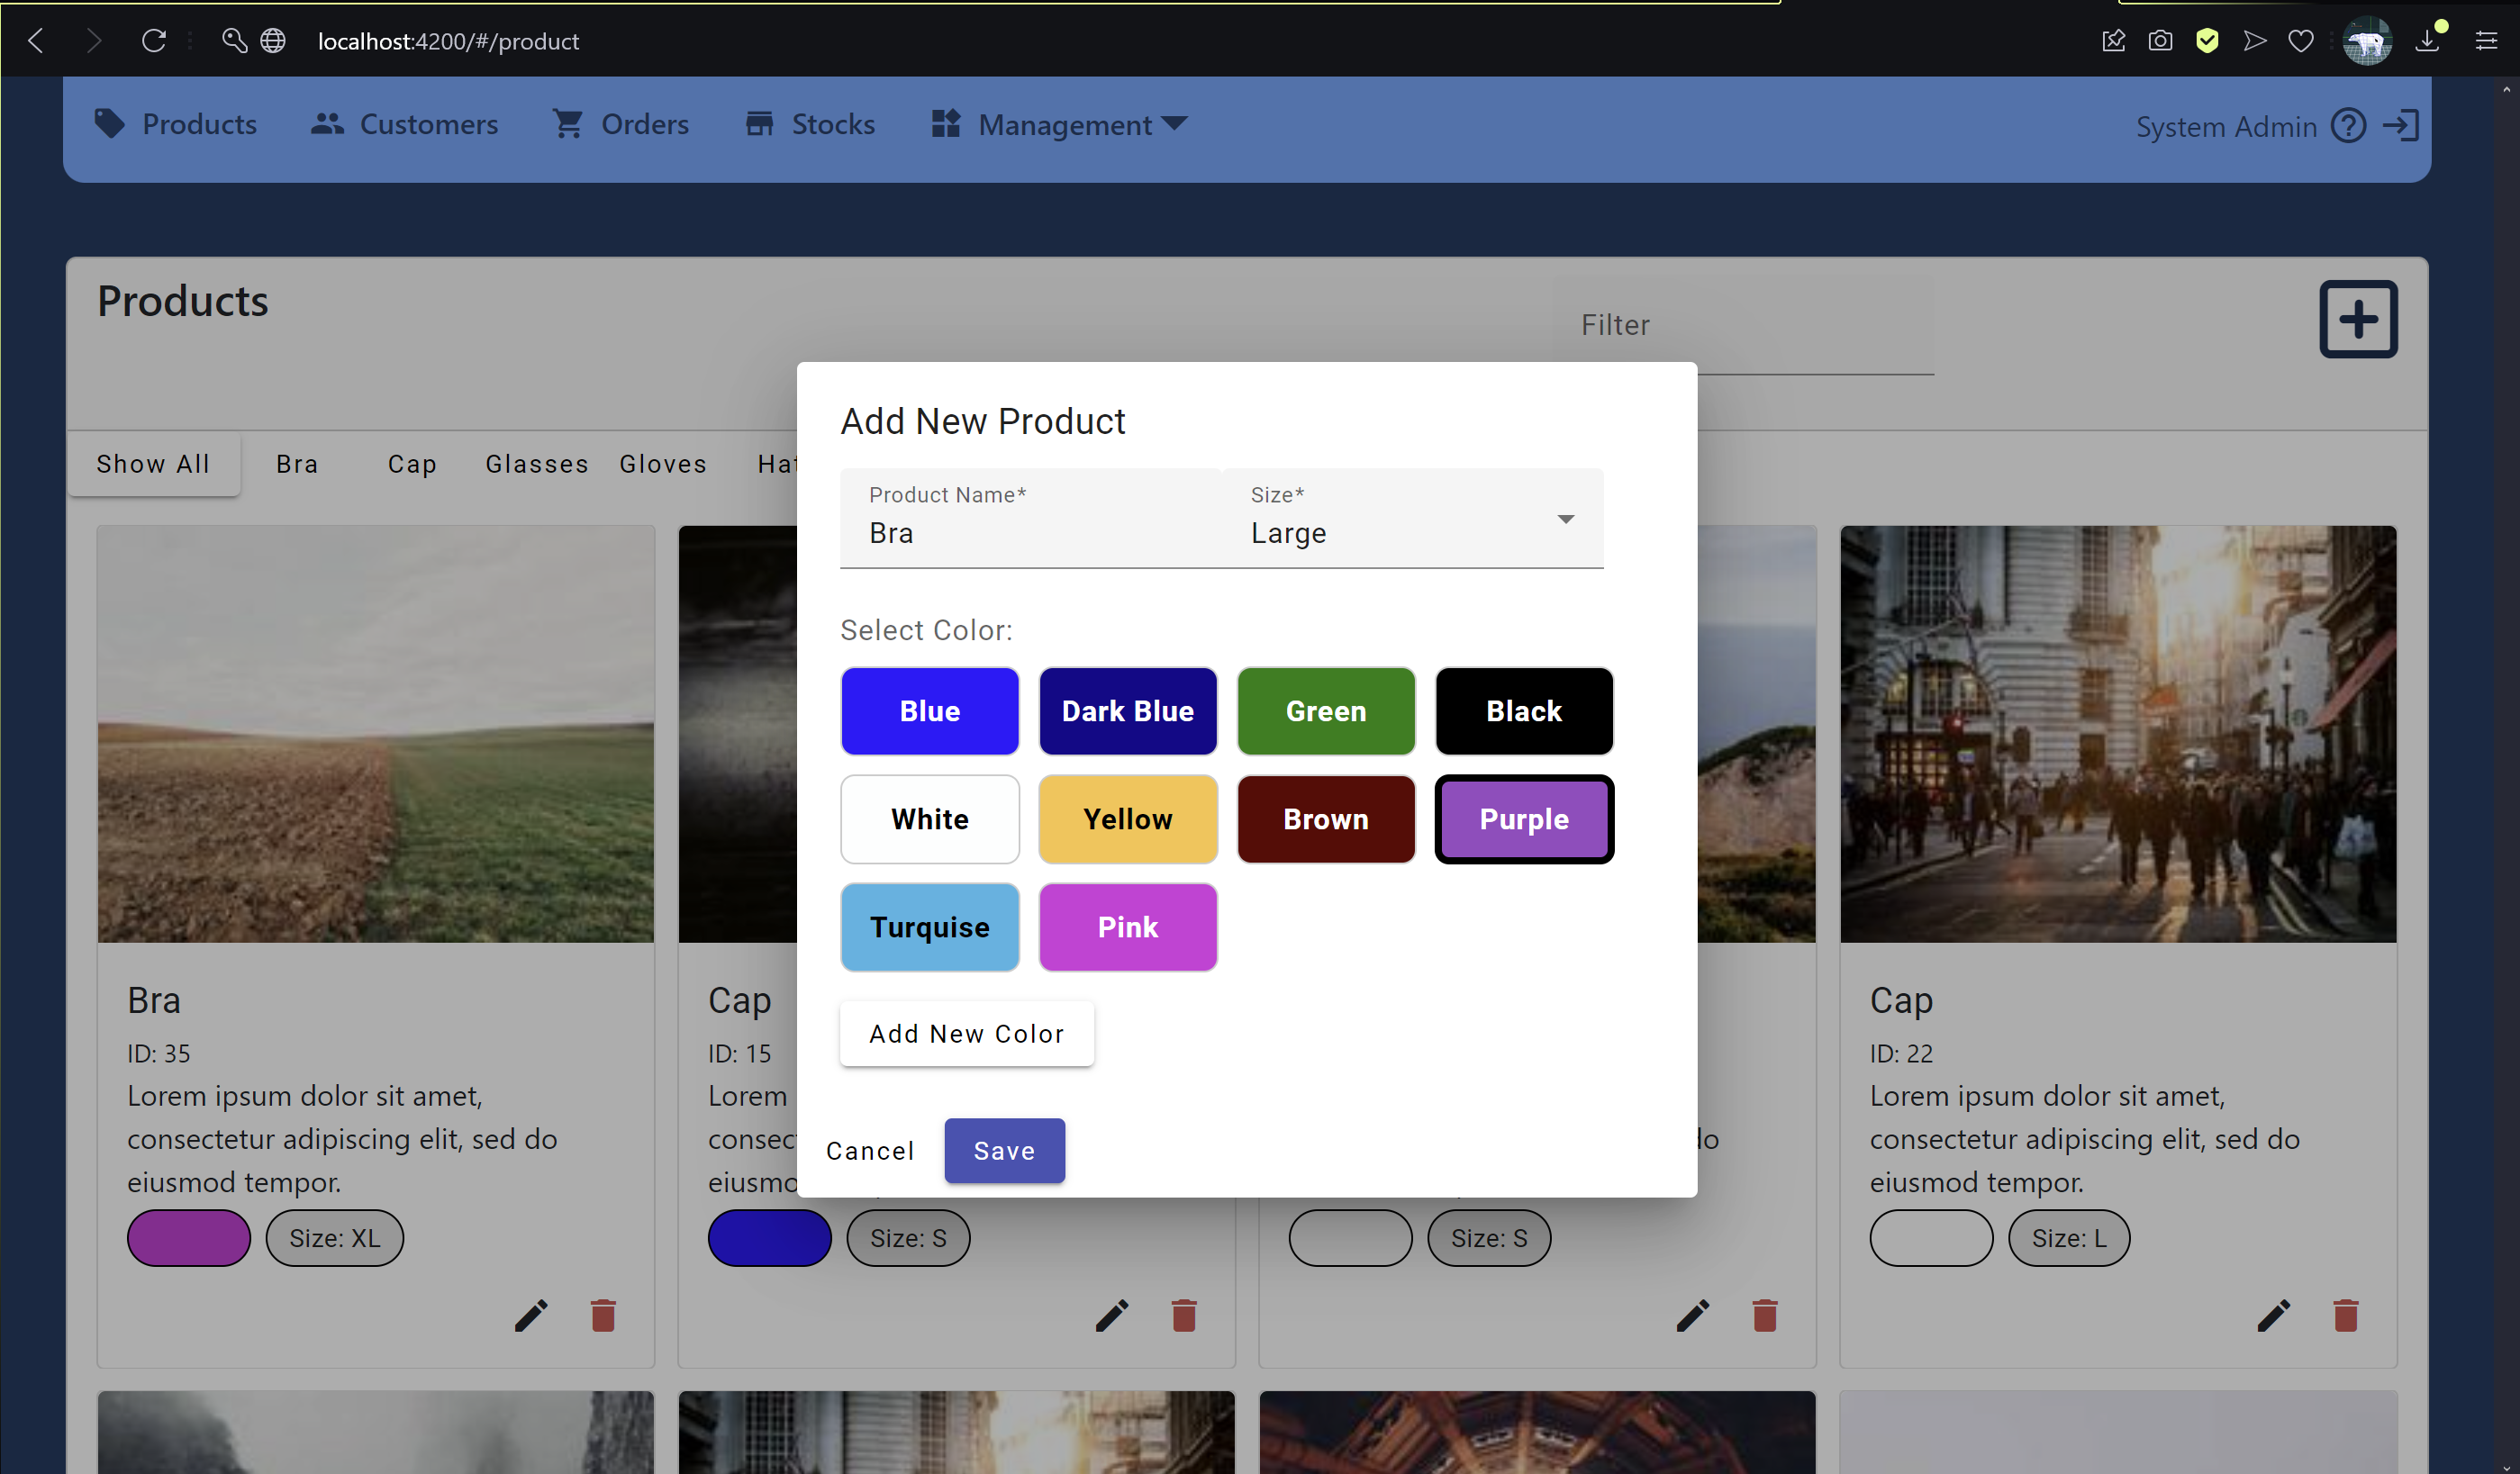 localhost:4200/#/product
Products
Customers
Orders
Stocks
Management
System Admin
Products
Filter
Show All
Bra
Cap
Glasses
Gloves
Add New Product
Product Name*
Bra
Size*
Large
Select Color:
Blue
Dark Blue
Green
Black
White
Yellow
Brown
Purple
Turquise
Pink
Add New Color
Cancel
Save
Bra
ID: 35
Lorem ipsum dolor sit amet,
consectetur adipiscing elit, sed do
eiusmod tempor.
Size: XL
Cap
ID: 15
Lorem
Size: S
Size: S
Cap
ID: 22
Lorem ipsum dolor sit amet,
consectetur adipiscing elit, sed do
eiusmod tempor.
Size: L